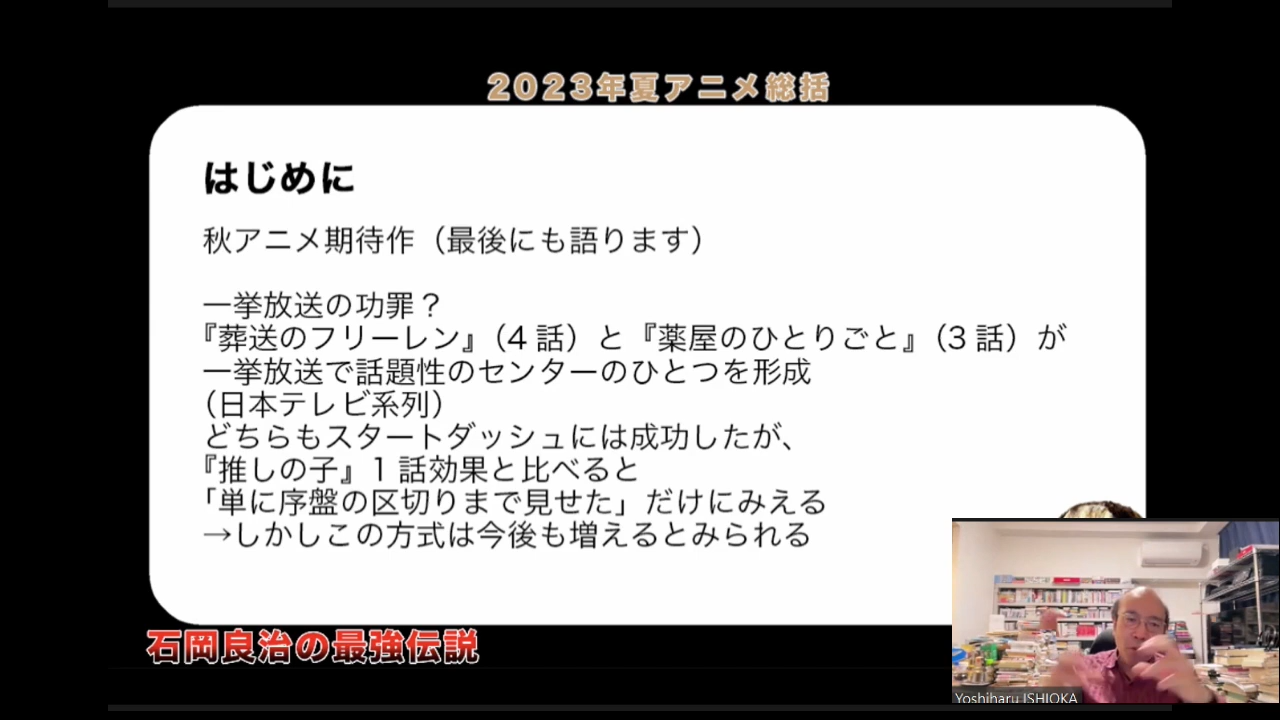 2023年夏アニメ総括
はじめに
秋アニメ期待作（最後にも語ります）
一挙放送の功罪？
『葬送のフリーレン』（4 話）と『薬屋のひとりごと』（3 話）が
一挙放送で話題性のセンターのひとつを形成
（日本テレビ系列）
どちらもスタートダッシュには成功したが、
『推しの子』1 話効果と比べると
「単に序盤の区切りまで見せた」だけにみえる
→しかしこの方式は今後も増えるとみられる
石岡良治の最強伝説
Yoshiharu ISHIOKA